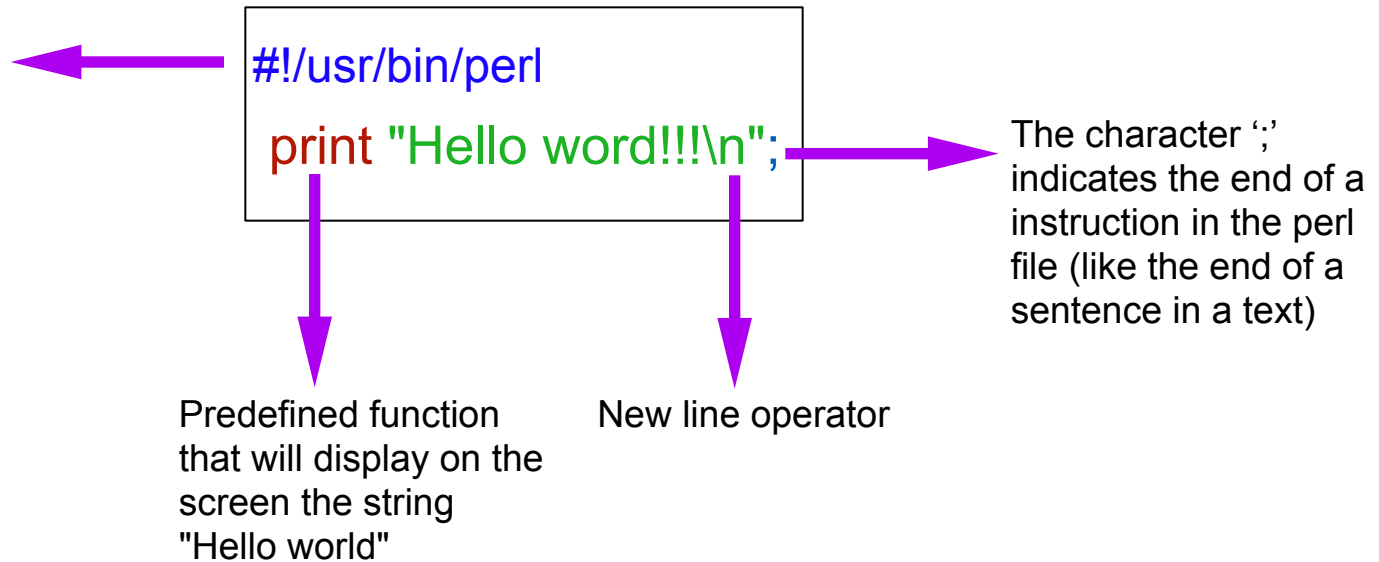 #!/usr/bin/perl
print "Hello word!!!\n";
The character ‘;’
indicates the end of a
instruction in the perl
file (like the end of a
sentence in a text)
Predefined function
that will display on the
screen the string
"Hello world"
New line operator